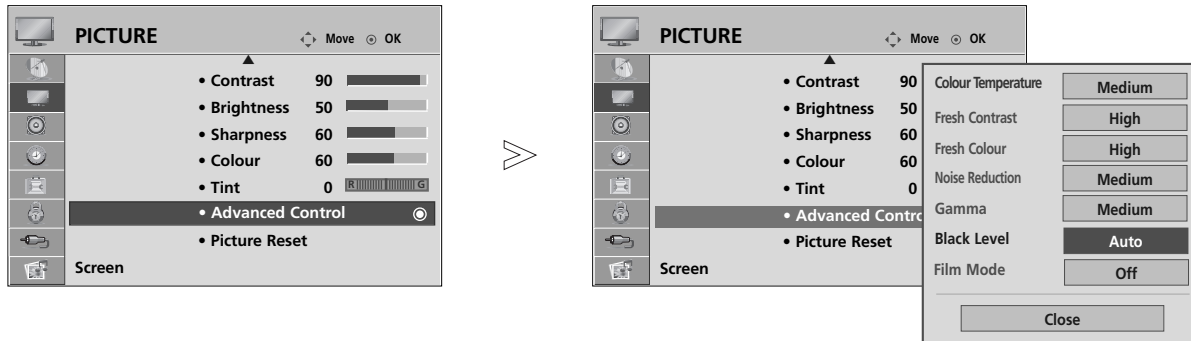 PICTURE
Move ⊙ OK
• Contrast 90
• Brightness 50
• Sharpness 60
• Colour 60
• Tint 0 R G
• Advanced Control
• Picture Reset
Screen
PICTURE
Move ⊙ OK
• Contrast 90
• Brightness 50
• Sharpness 60
• Colour 60
• Tint 0
• Advanced Contro
• Picture Reset
Screen
Colour Temperature Medium
Fresh Contrast High
Fresh Colour High
Noise Reduction Medium
Gamma Medium
Black Level Auto
Film Mode Off
Close